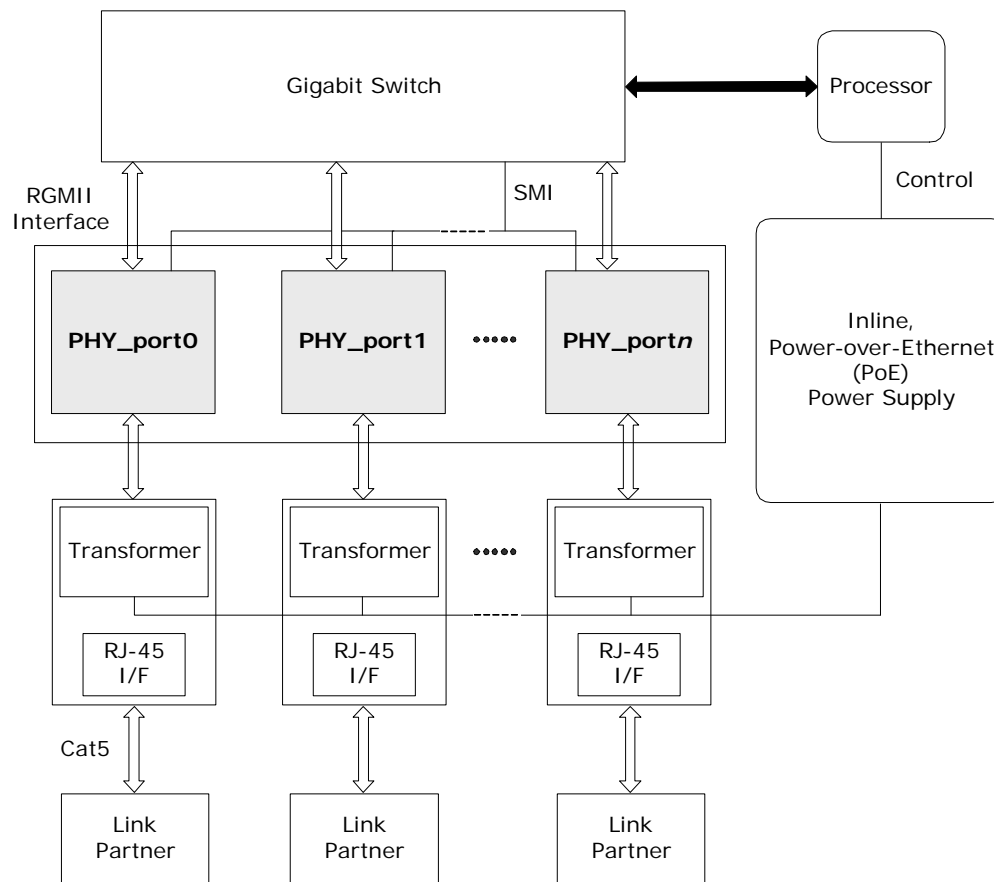 Gigabit Switch
Processor
RGMII
Interface
SMI
Control
PHY_port0
PHY_port1
PHY_portn
Inline,
Power-over-Ethernet
(PoE)
Power Supply
Transformer
Transformer
Transformer
RJ-45
I/F
RJ-45
I/F
RJ-45
I/F
Cat5
Link
Partner
Link
Partner
Link
Partner